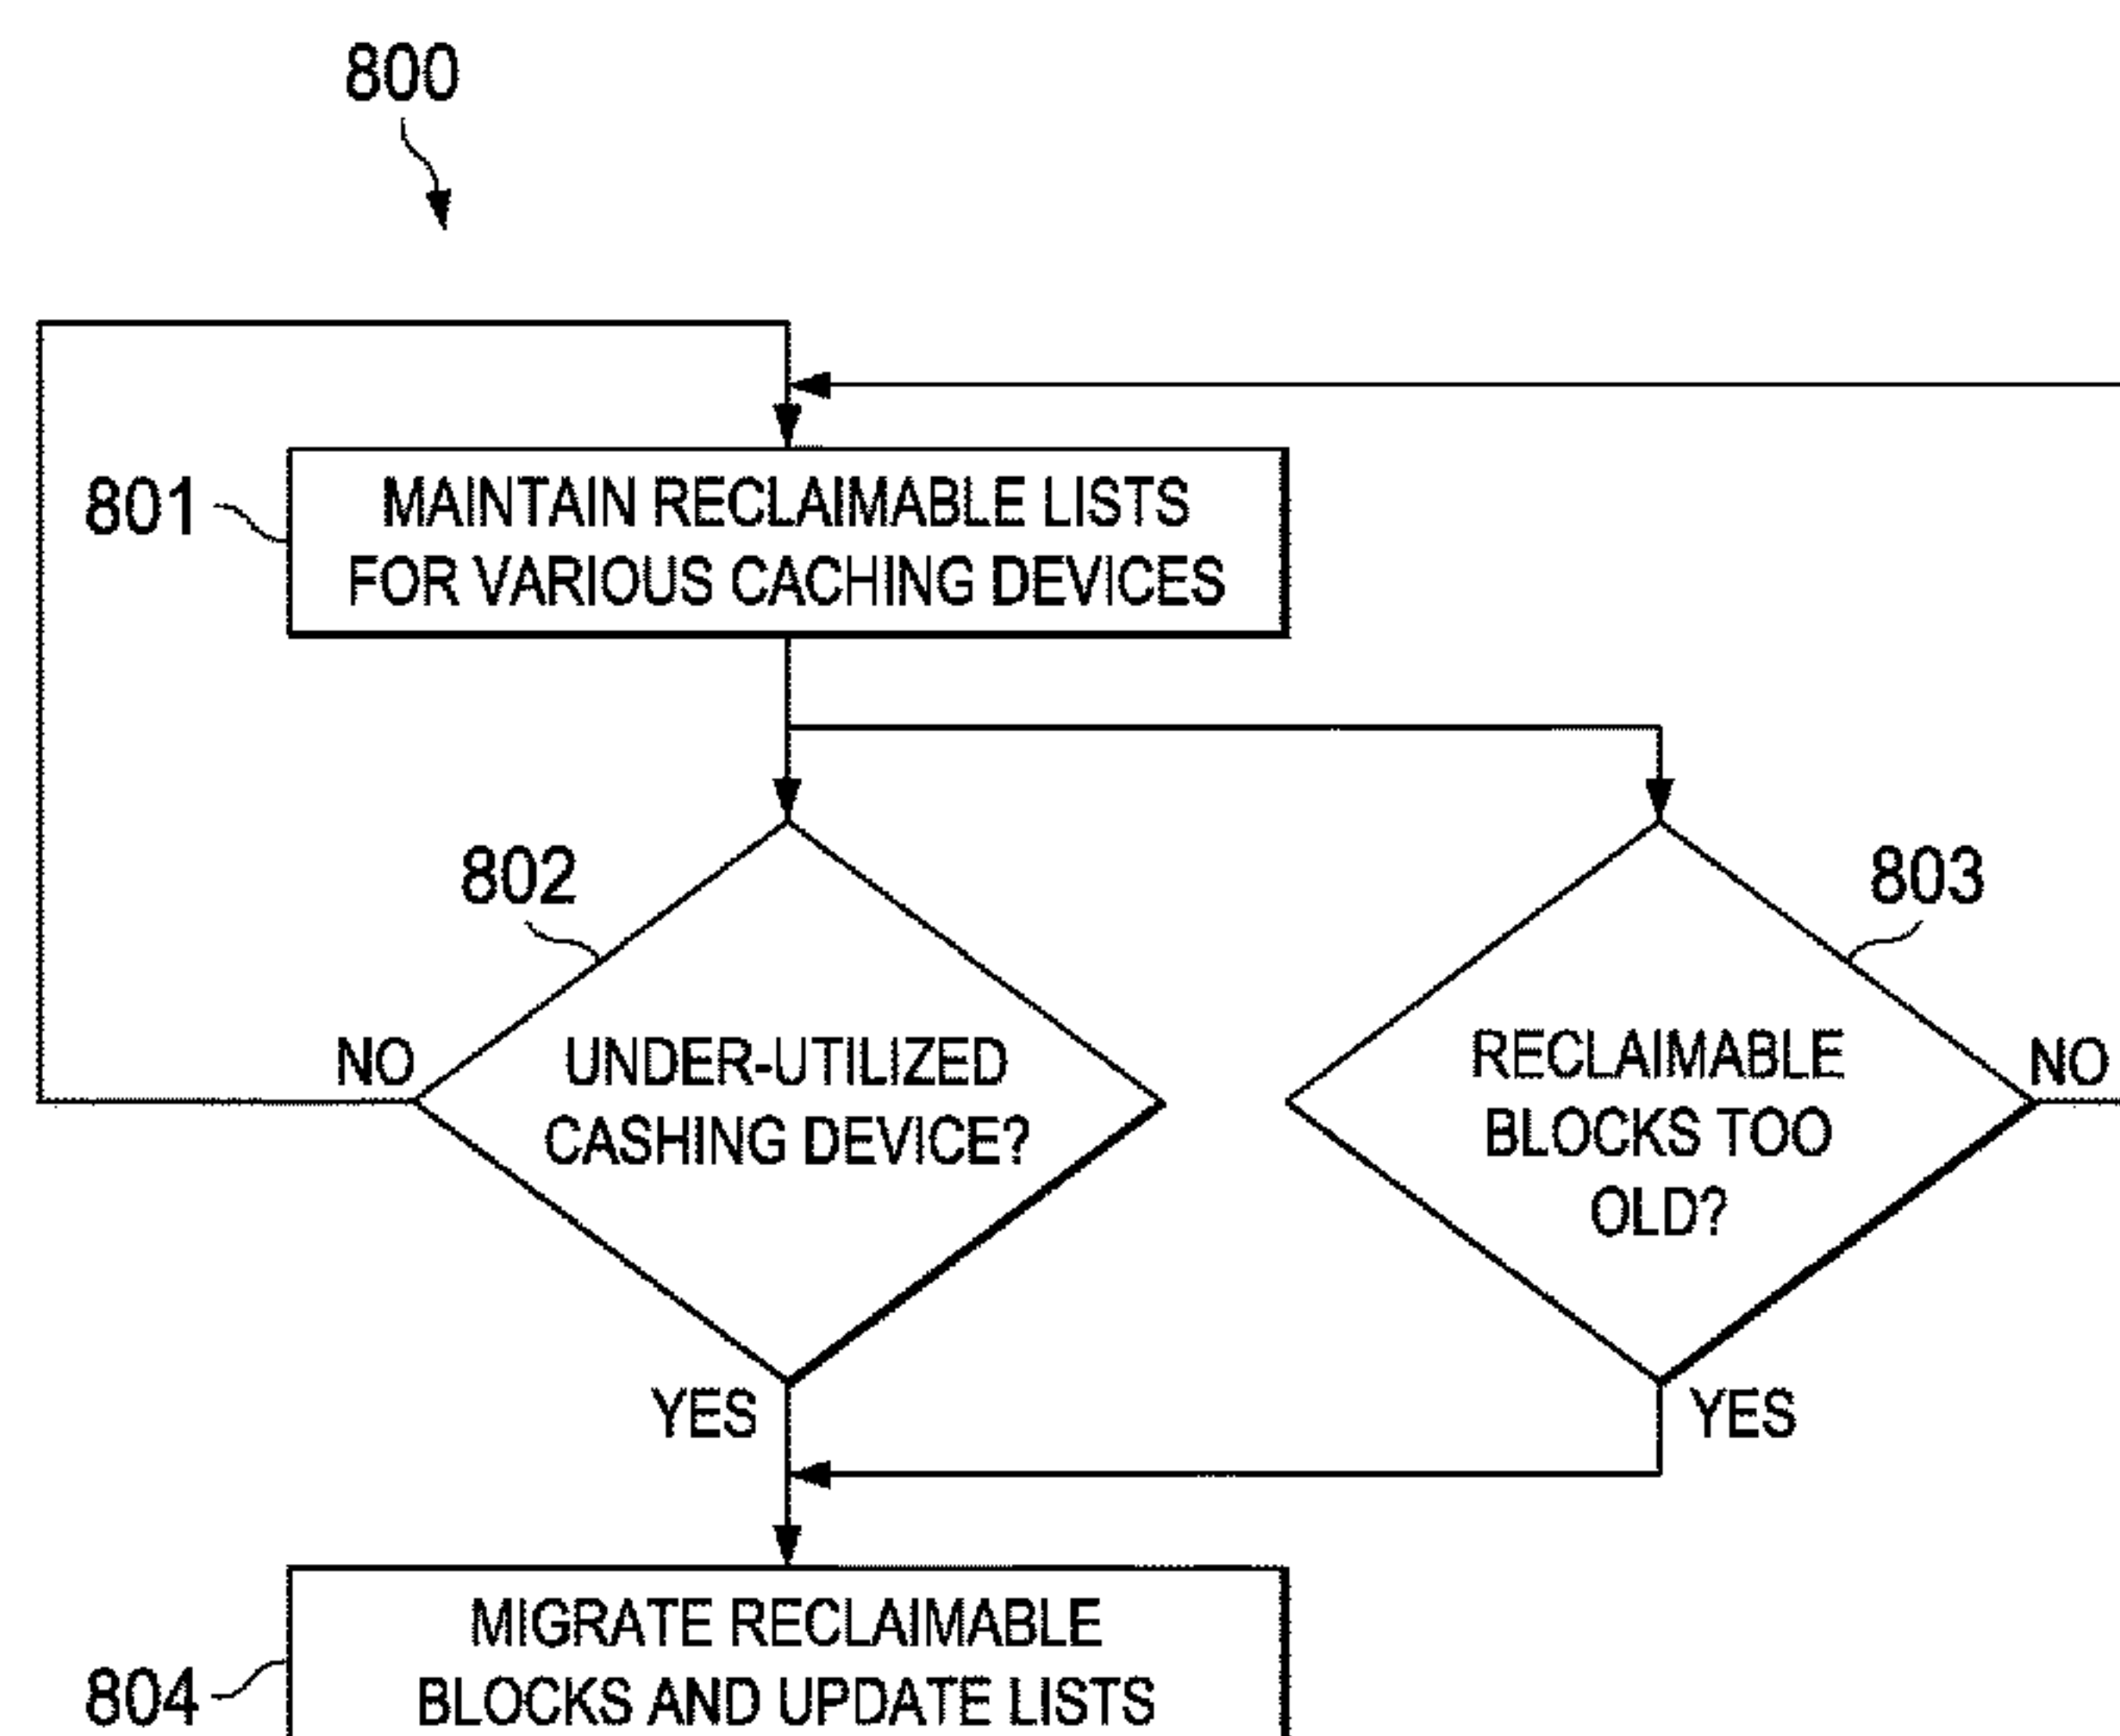 800
801
MAINTAIN RECLAIMABLE LISTS
FOR VARIOUS CACHING DEVICES
802
803
NO
UNDER-UTILIZED
CASHING DEVICE?
RECLAIMABLE
BLOCKS TOO
OLD?
NO
YES
YES
804
MIGRATE RECLAIMABLE
BLOCKS AND UPDATE LISTS